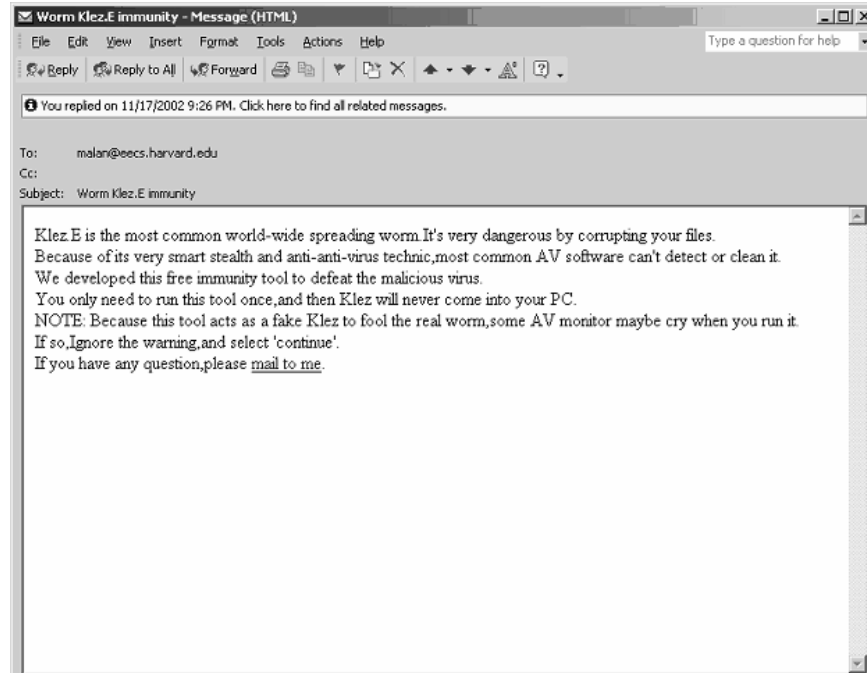 Worm Klez.E immunity - Message (HTML)
File Edit View Insert Format Tools Actions Help Type a question for help
Reply Reply to All Forward
You replied on 11/17/2002 9:26 PM. Click here to find all related messages.
To: malan@eecs.harvard.edu
Cc:
Subject: Worm Klez.E immunity
Klez.E is the most common world-wide spreading worm.It's very dangerous by corrupting your files.
Because of its very smart stealth and anti-anti-virus technic,most common AV software can't detect or clean it.
We developed this free immunity tool to defeat the malicious virus.
You only need to run this tool once,and then Klez will never come into your PC.
NOTE: Because this tool acts as a fake Klez to fool the real worm,some AV monitor maybe cry when you run it.
If so,Ignore the warning,and select 'continue'.
If you have any question,please mail to me.